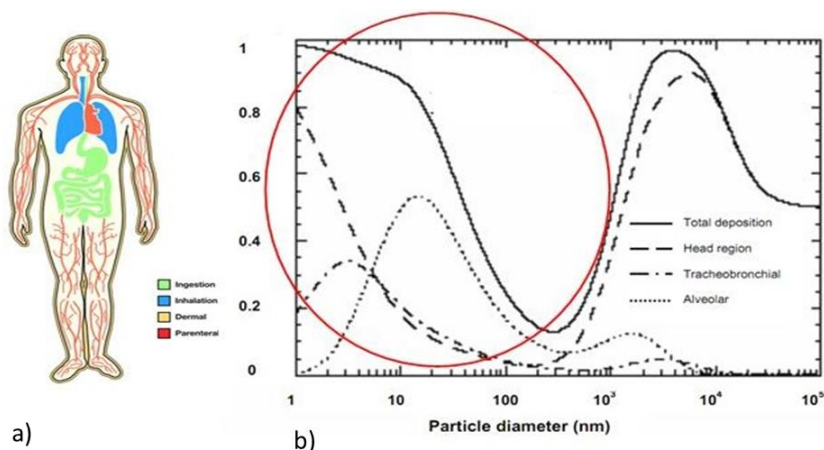 Ingestion
Inhalation
Dermal
Parenteral
a)
1
0.8
0.6
0.4
0.2
0
Total deposition
Head region
Tracheobronchial
Alveolar
1 10 100 10³ 10⁴ 10⁵
Particle diameter (nm)
b)